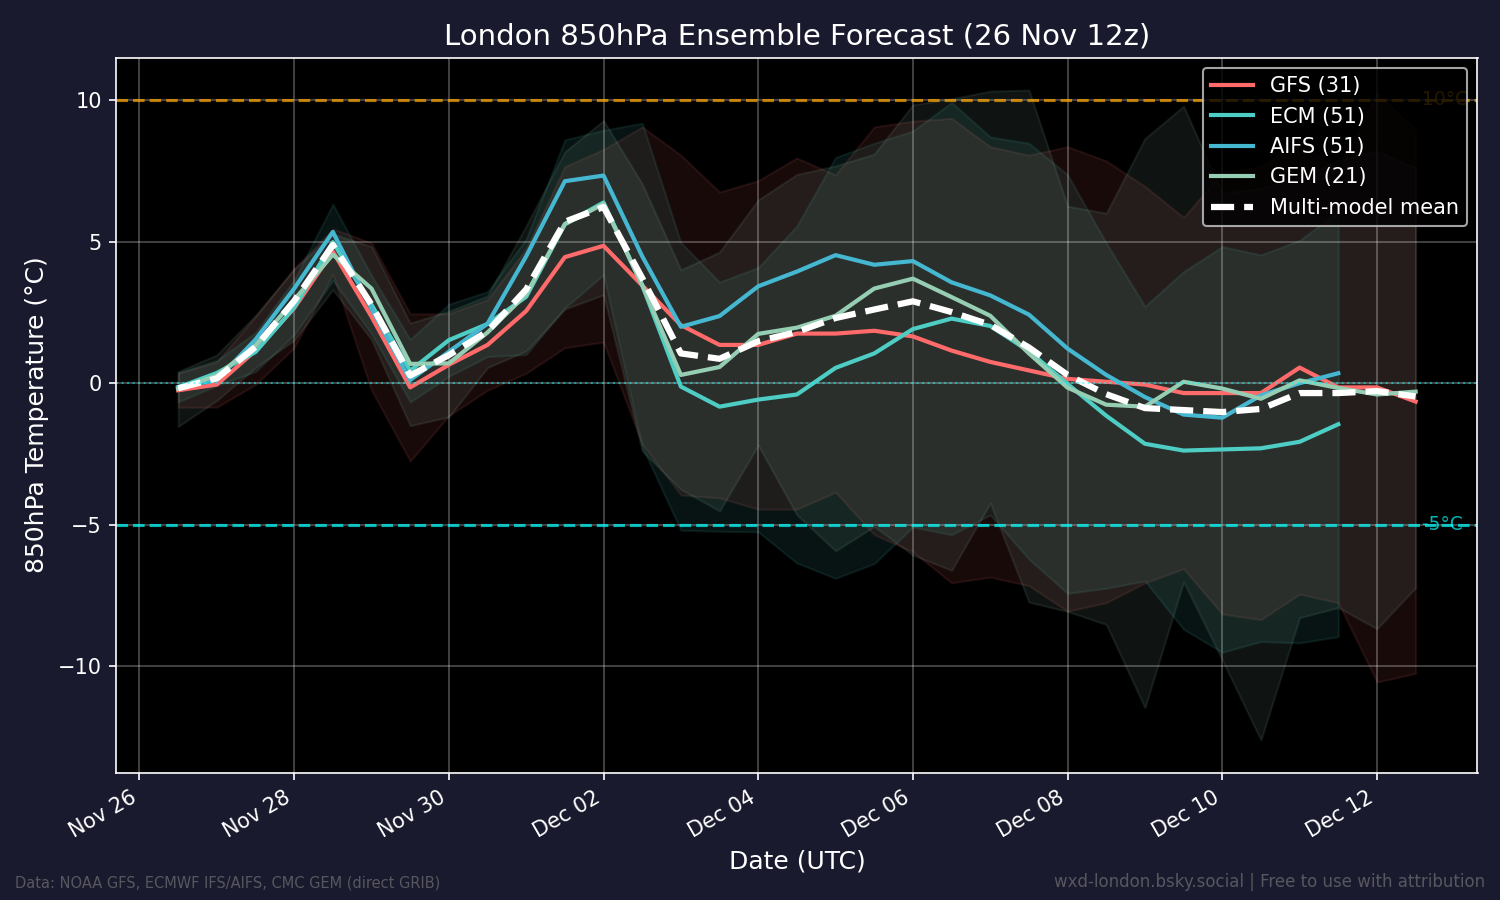 London 850hPa Ensemble Forecast (26 Nov 12z)
GFS (31)
ECM (51)
AIFS (51)
GEM (21)
Multi-model mean
10°C
-5°C
850hPa Temperature (°C)
10
5
0
−5
−10
Nov 26
Nov 28
Nov 30
Dec 02
Dec 04
Dec 06
Dec 08
Dec 10
Dec 12
Date (UTC)
Data: NOAA GFS, ECMWF IFS/AIFS, CMC GEM (direct GRIB)
wxd-london.bsky.social | Free to use with attribution